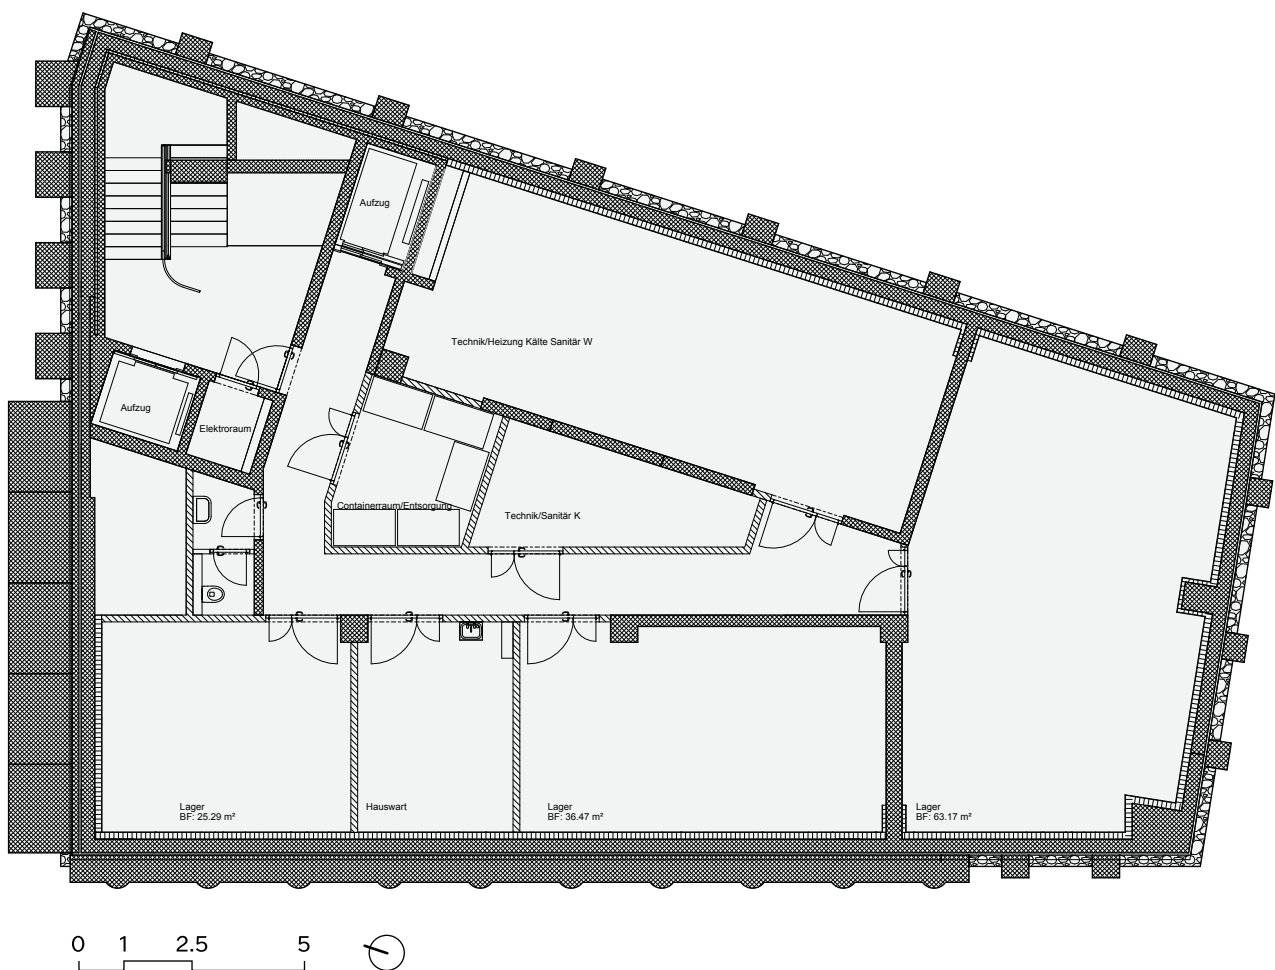 Aufzug
Technik/Heizung Kälte Sanitär W
Aufzug
Elektroraum
Containerraum/Entsorgung
Technik/Sanitär K
Lager
BF: 25.29 m²
Hauswart
Lager
BF: 36.47 m²
Lager
BF: 63.17 m²
0 1 2.5 5